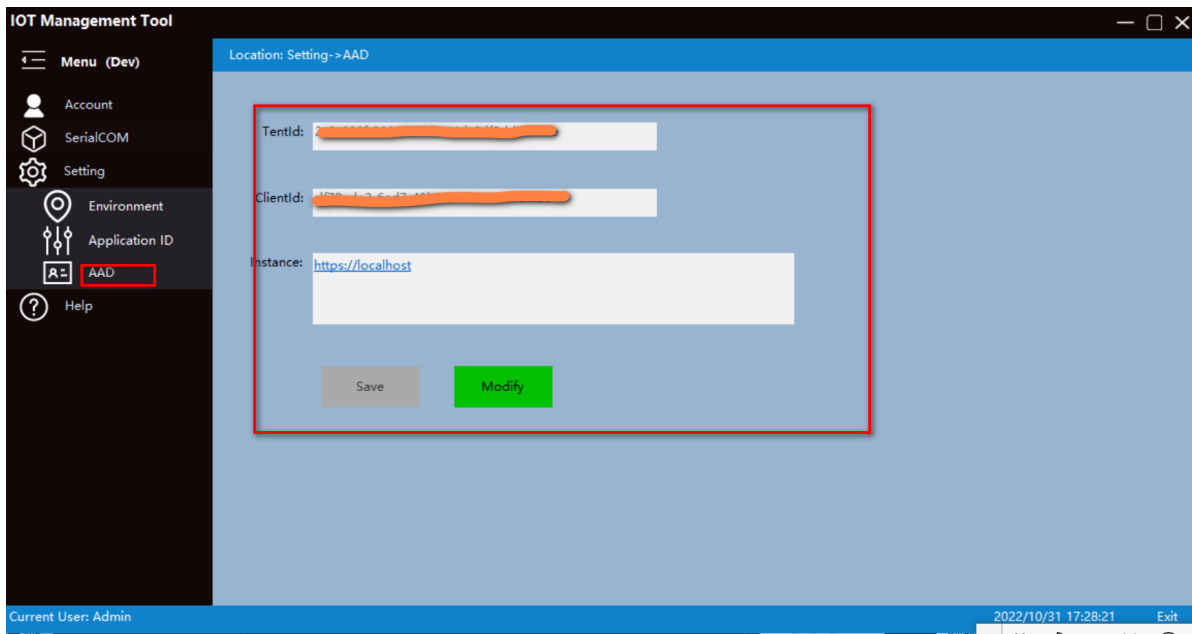 IOT Management Tool
Menu (Dev)
Location: Setting->AAD
Account
SerialCOM
Setting
Environment
Application ID
AAD
Help
TentId:
ClientId:
Instance:
https://localhost
Save
Modify
Current User: Admin
2022/10/31 17:28:21
Exit